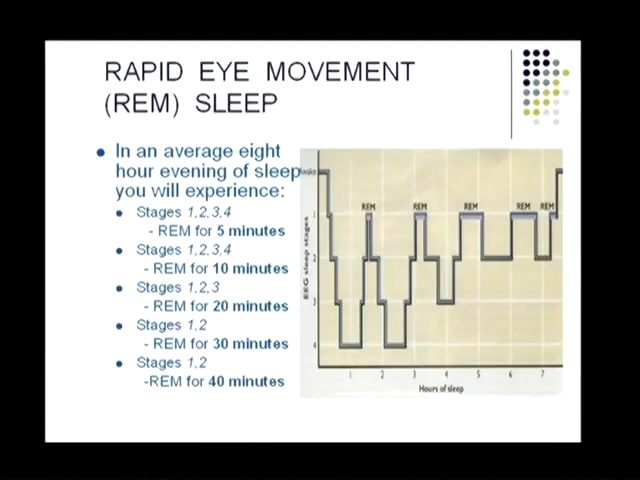 RAPID EYE MOVEMENT
(REM) SLEEP
In an average eight
hour evening of sleep
you will experience:
Stages 1,2,3,4
- REM for 5 minutes
Stages 1,2,3,4
- REM for 10 minutes
Stages 1,2,3
- REM for 20 minutes
Stages 1,2
- REM for 30 minutes
Stages 1,2
-REM for 40 minutes
Awake
REM REM REM REM REM
1
2
3
4
EEG sleep stages
1 2 3 4 5 6 7
Hours of sleep